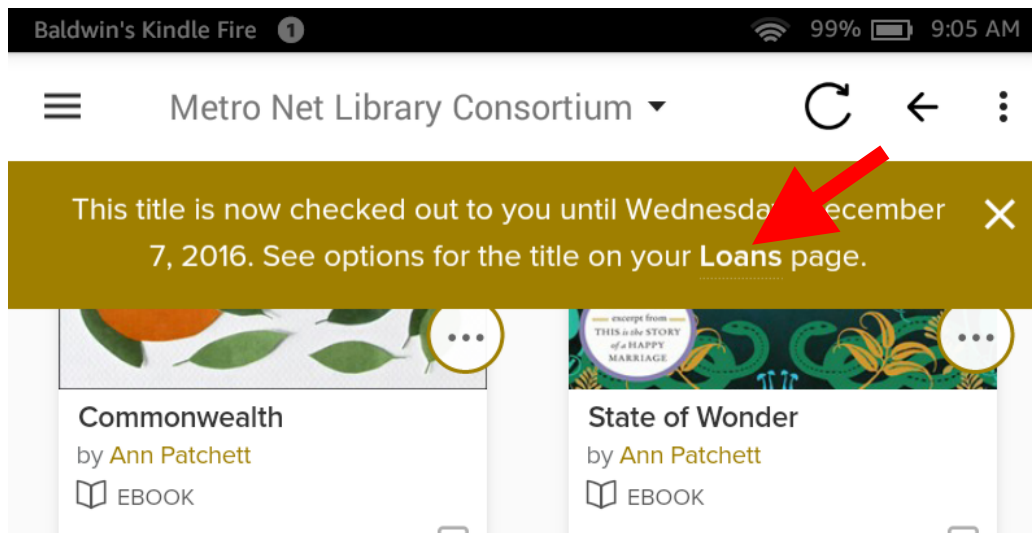 Baldwin's Kindle Fire 1 99% 9:05 AM
Metro Net Library Consortium
This title is now checked out to you until December
7, 2016. See options for the title on your Loans page.
excerpt from
THIS is the STORY
of a HAPPY
MARRIAGE
Commonwealth
by Ann Patchett
EBOOK
State of Wonder
by Ann Patchett
EBOOK